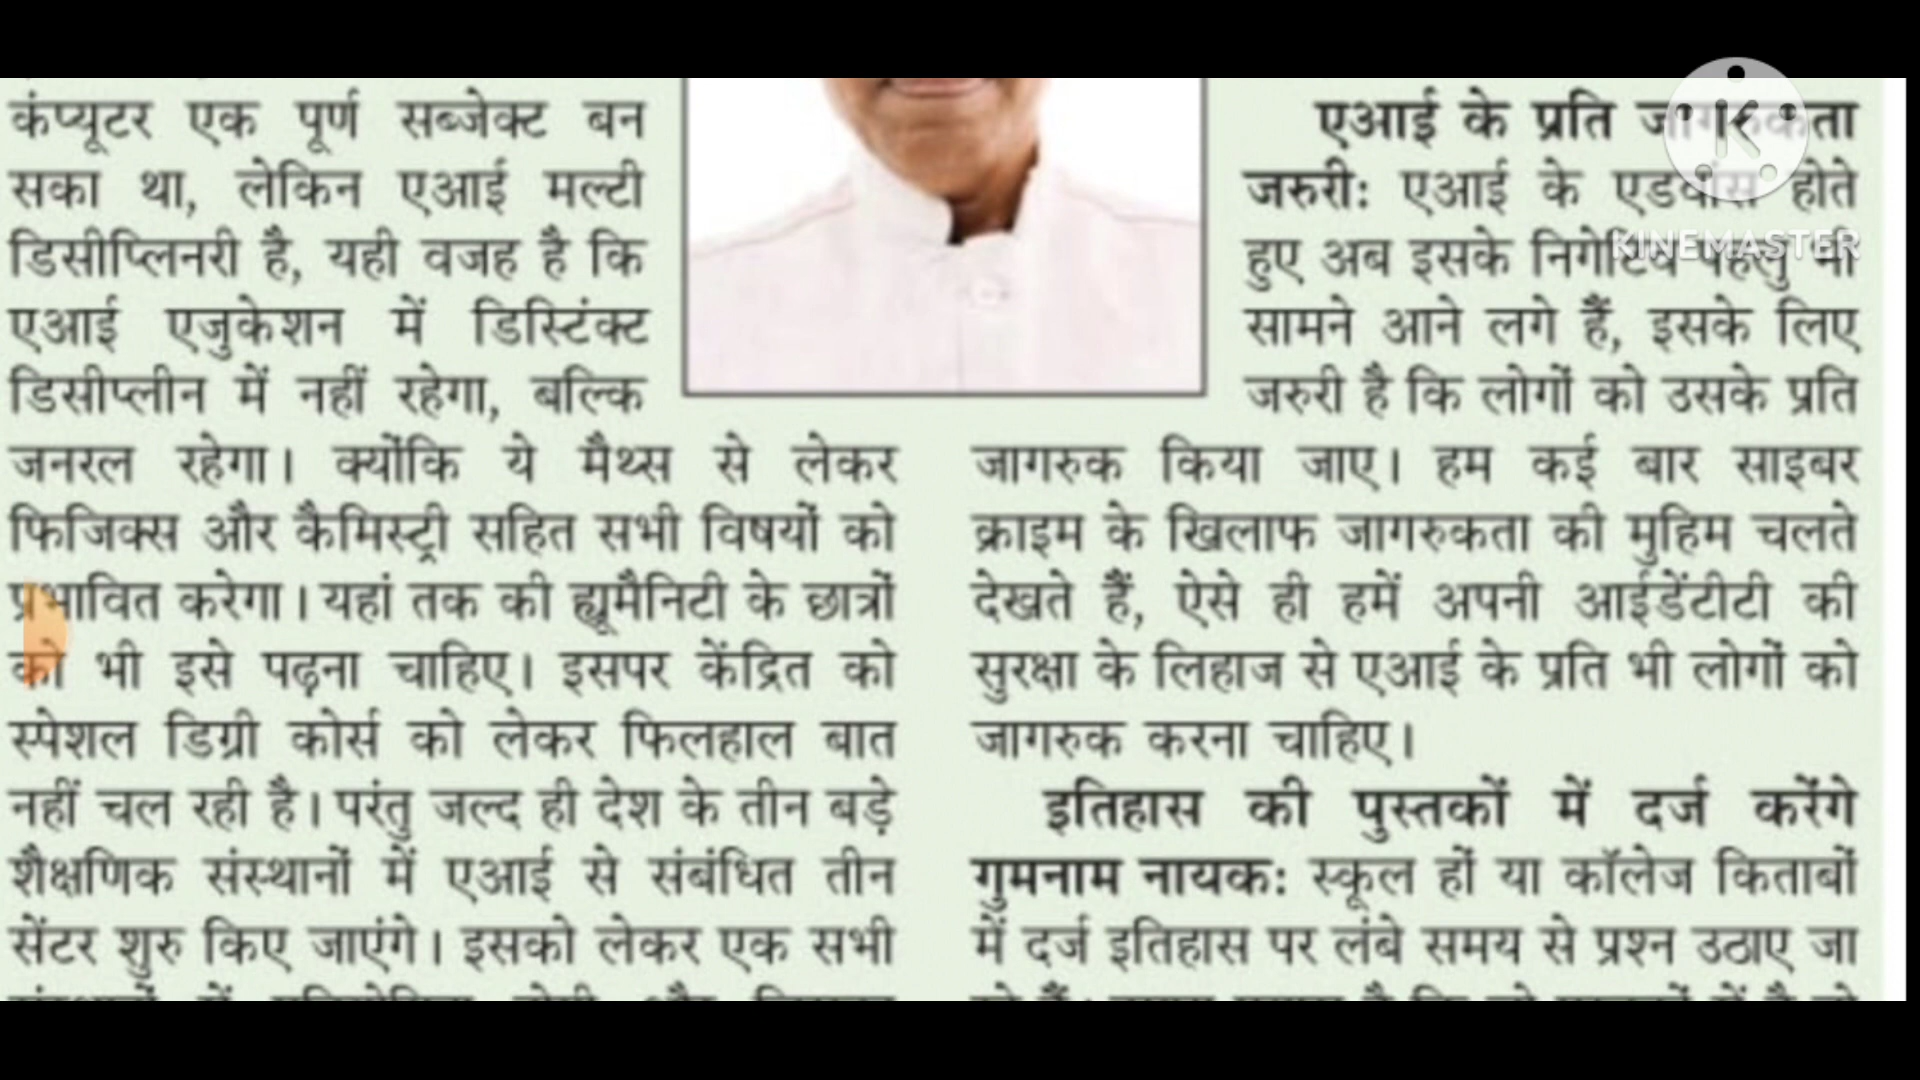 कंप्यूटर एक पूर्ण सब्जेक्ट बन
सका था, लेकिन एआई मल्टी
डिसीप्लिनरी है, यही वजह है कि
एआई एजुकेशन में डिस्टिंक्ट
डिसीप्लीन में नहीं रहेगा, बल्कि
जनरल रहेगा। क्योंकि ये मैथ्स से लेकर
फिजिक्स और कैमिस्ट्री सहित सभी विषयों को
प्रभावित करेगा। यहां तक की ह्यूमैनिटी के छात्रों
को भी इसे पढ़ना चाहिए। इसपर केंद्रित को
स्पेशल डिग्री कोर्स को लेकर फिलहाल बात
नहीं चल रही है। परंतु जल्द ही देश के तीन बड़े
शैक्षणिक संस्थानों में एआई से संबंधित तीन
सेंटर शुरु किए जाएंगे। इसको लेकर एक सभी
एआई के प्रति जागरुकता
जरुरी: एआई के एडवांस होते
हुए अब इसके निगेटिव पहलु भी
सामने आने लगे हैं, इसके लिए
जरुरी है कि लोगों को उसके प्रति
जागरुक किया जाए। हम कई बार साइबर
क्राइम के खिलाफ जागरुकता की मुहिम चलते
देखते हैं, ऐसे ही हमें अपनी आईडेंटीटी की
सुरक्षा के लिहाज से एआई के प्रति भी लोगों को
जागरुक करना चाहिए।
इतिहास की पुस्तकों में दर्ज करेंगे
गुमनाम नायक: स्कूल हों या कॉलेज किताबों
में दर्ज इतिहास पर लंबे समय से प्रश्न उठाए जा
KINEMASTER